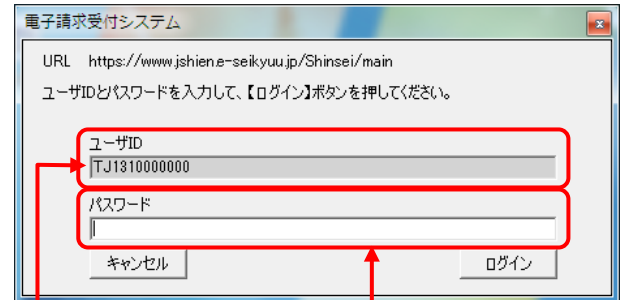 電子請求受付システム
URL https://www.jshien.e-seikyuu.jp/Shinsei/main
ユーザIDとパスワードを入力して、【ログイン】ボタンを押してください。
ユーザID
TJ1310000000
パスワード
キャンセル ログイン